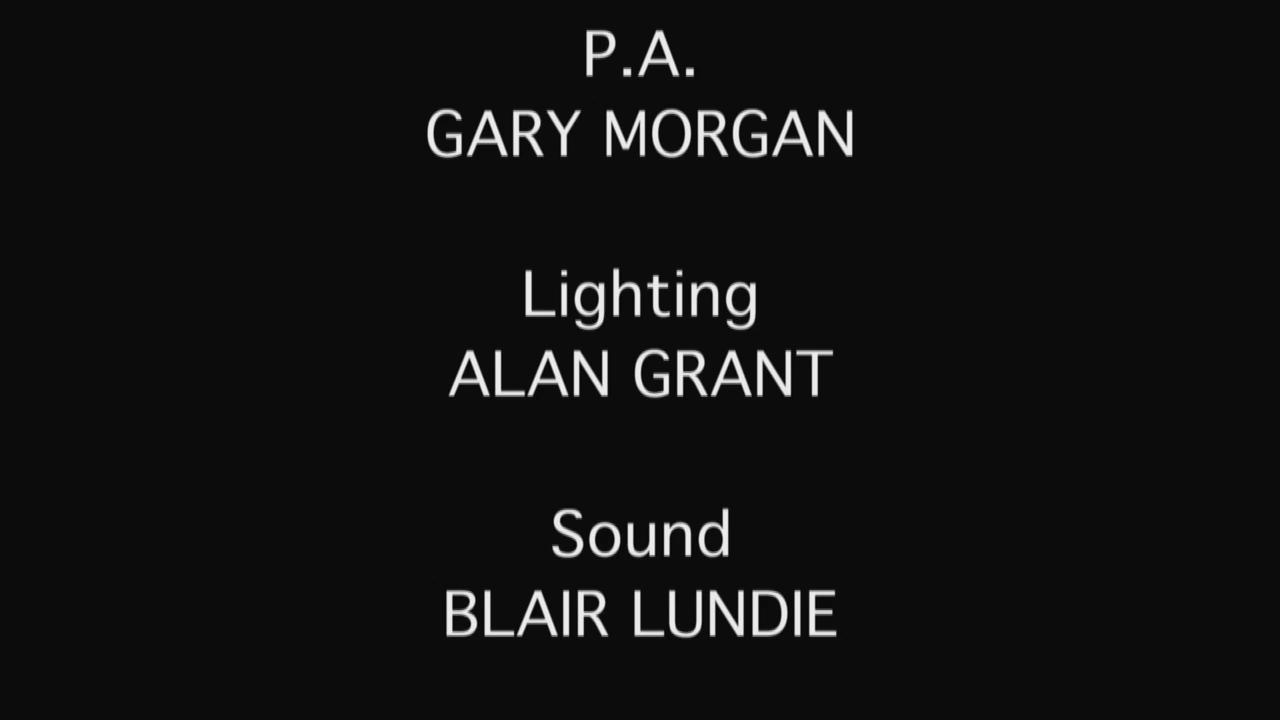 P.A.
GARY MORGAN
Lighting
ALAN GRANT
Sound
BLAIR LUNDIE